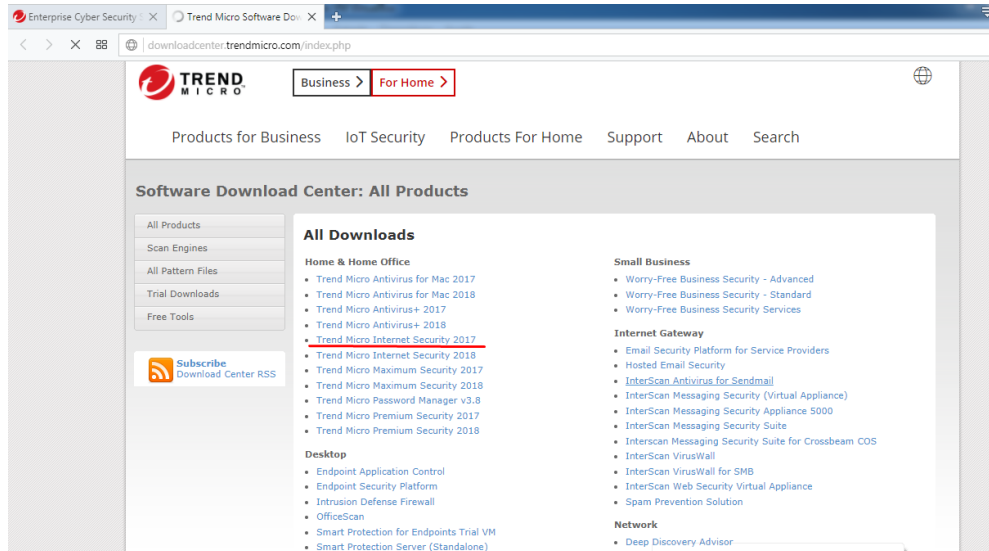 Enterprise Cyber Security
Trend Micro Software Dow
downloadcenter.trendmicro.com/index.php
TREND
MICRO
Business
For Home
Products for Business
IoT Security
Products For Home
Support
About
Search
Software Download Center: All Products
All Products
Scan Engines
All Pattern Files
Trial Downloads
Free Tools
Subscribe
Download Center RSS
All Downloads
Home & Home Office
Trend Micro Antivirus for Mac 2017
Trend Micro Antivirus for Mac 2018
Trend Micro Antivirus+ 2017
Trend Micro Antivirus+ 2018
Trend Micro Internet Security 2017
Trend Micro Internet Security 2018
Trend Micro Maximum Security 2017
Trend Micro Maximum Security 2018
Trend Micro Password Manager v3.8
Trend Micro Premium Security 2017
Trend Micro Premium Security 2018
Desktop
Endpoint Application Control
Endpoint Security Platform
Intrusion Defense Firewall
OfficeScan
Smart Protection for Endpoints Trial VM
Smart Protection Server (Standalone)
Small Business
Worry-Free Business Security - Advanced
Worry-Free Business Security - Standard
Worry-Free Business Security Services
Internet Gateway
Email Security Platform for Service Providers
Hosted Email Security
InterScan Antivirus for Sendmail
InterScan Messaging Security (Virtual Appliance)
InterScan Messaging Security Appliance 5000
InterScan Messaging Security Suite
Interscan Messaging Security Suite for Crossbeam COS
InterScan VirusWall
InterScan VirusWall for SMB
InterScan Web Security Virtual Appliance
Spam Prevention Solution
Network
Deep Discovery Advisor